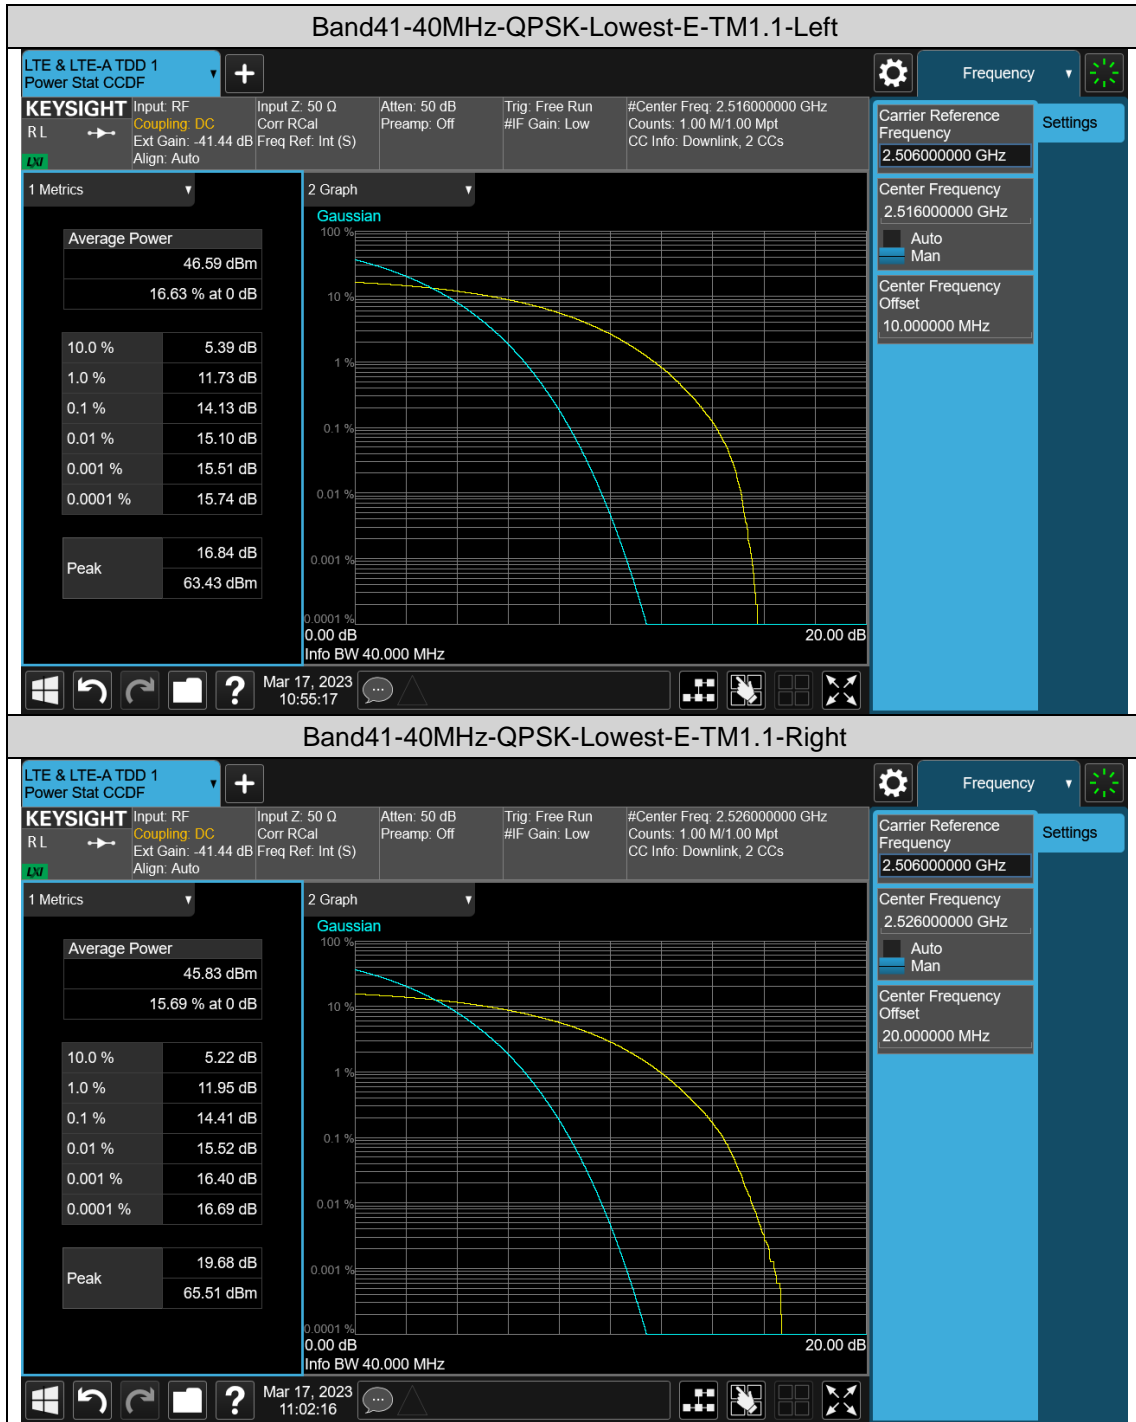 Band41-40MHz-QPSK-Lowest-E-TM1.1-Left
LTE & LTE-A TDD 1
Power Stat CCDF
Frequency
KEYSIGHT
R L
LXI
Input: RF
Coupling: DC
Ext Gain: -41.44 dB
Align: Auto
Input Z: 50 Ω
Corr RCal
Freq Ref: Int (S)
Atten: 50 dB
Preamp: Off
Trig: Free Run
#IF Gain: Low
#Center Freq: 2.516000000 GHz
Counts: 1.00 M/1.00 Mpt
CC Info: Downlink, 2 CCs
Carrier Reference
Frequency
2.506000000 GHz
Settings
Center Frequency
2.516000000 GHz
Auto
Man
Center Frequency
Offset
10.000000 MHz
1 Metrics
Average Power
46.59 dBm
16.63 % at 0 dB
10.0 % 5.39 dB
1.0 % 11.73 dB
0.1 % 14.13 dB
0.01 % 15.10 dB
0.001 % 15.51 dB
0.0001 % 15.74 dB
Peak
16.84 dB
63.43 dBm
2 Graph
Gaussian
100 %
10 %
1 %
0.1 %
0.01 %
0.001 %
0.0001 %
0.00 dB 20.00 dB
Info BW 40.000 MHz
?
Mar 17, 2023
10:55:17
Band41-40MHz-QPSK-Lowest-E-TM1.1-Right
LTE & LTE-A TDD 1
Power Stat CCDF
Frequency
KEYSIGHT
R L
LXI
Input: RF
Coupling: DC
Ext Gain: -41.44 dB
Align: Auto
Input Z: 50 Ω
Corr RCal
Freq Ref: Int (S)
Atten: 50 dB
Preamp: Off
Trig: Free Run
#IF Gain: Low
#Center Freq: 2.526000000 GHz
Counts: 1.00 M/1.00 Mpt
CC Info: Downlink, 2 CCs
Carrier Reference
Frequency
2.506000000 GHz
Settings
Center Frequency
2.526000000 GHz
Auto
Man
Center Frequency
Offset
20.000000 MHz
1 Metrics
Average Power
45.83 dBm
15.69 % at 0 dB
10.0 % 5.22 dB
1.0 % 11.95 dB
0.1 % 14.41 dB
0.01 % 15.52 dB
0.001 % 16.40 dB
0.0001 % 16.69 dB
Peak
19.68 dB
65.51 dBm
2 Graph
Gaussian
100 %
10 %
1 %
0.1 %
0.01 %
0.001 %
0.0001 %
0.00 dB 20.00 dB
Info BW 40.000 MHz
?
Mar 17, 2023
11:02:16